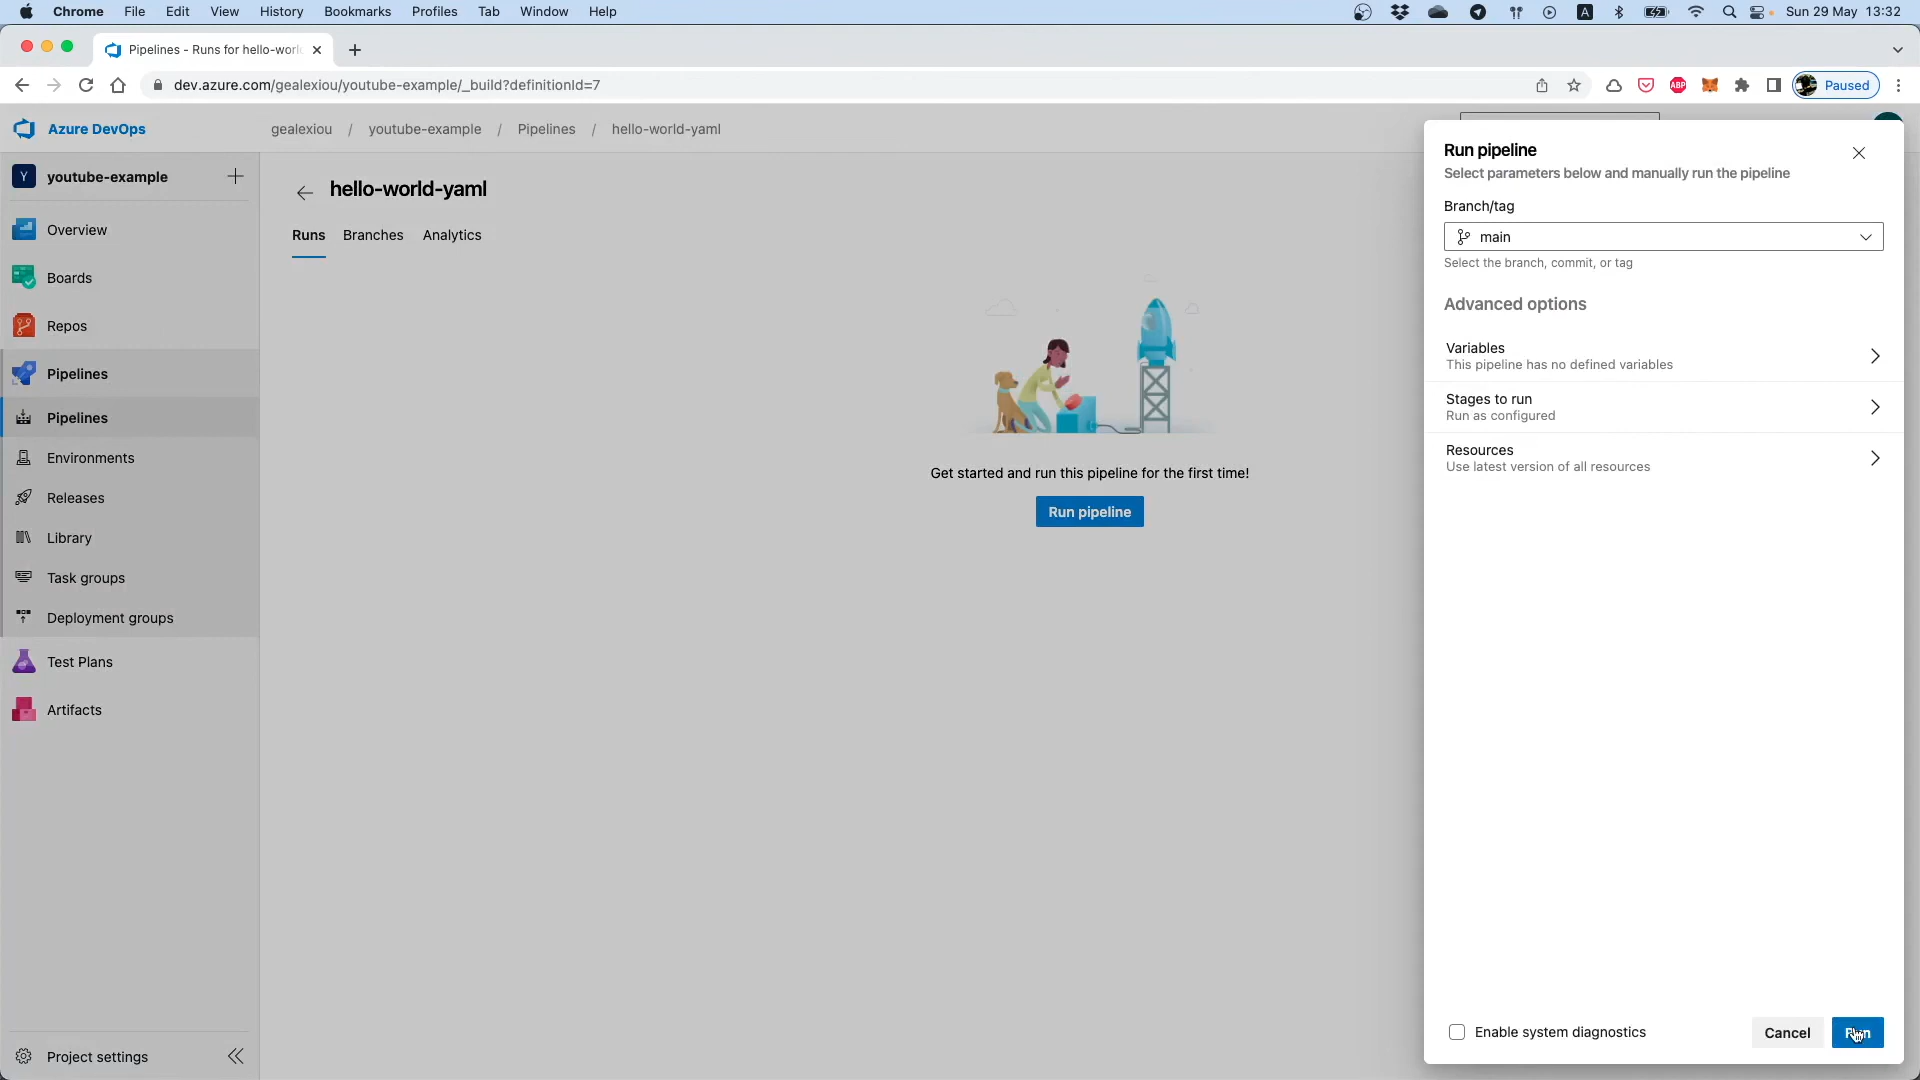 Chrome File Edit View History Bookmarks Profiles Tab Window Help A Sun 29 May 13:32
Pipelines - Runs for hello-worl
dev.azure.com/gealexiou/youtube-example/_build?definitionId=7 ABP Paused
Azure DevOps gealexiou / youtube-example / Pipelines / hello-world-yaml
Y youtube-example
Overview
Boards
Repos
Pipelines
Pipelines
Environments
Releases
Library
Task groups
Deployment groups
Test Plans
Artifacts
Project settings
hello-world-yaml
Runs Branches Analytics
Get started and run this pipeline for the first time!
Run pipeline
Run pipeline
Select parameters below and manually run the pipeline
Branch/tag
main
Select the branch, commit, or tag
Advanced options
Variables
This pipeline has no defined variables
Stages to run
Run as configured
Resources
Use latest version of all resources
Enable system diagnostics Cancel Run